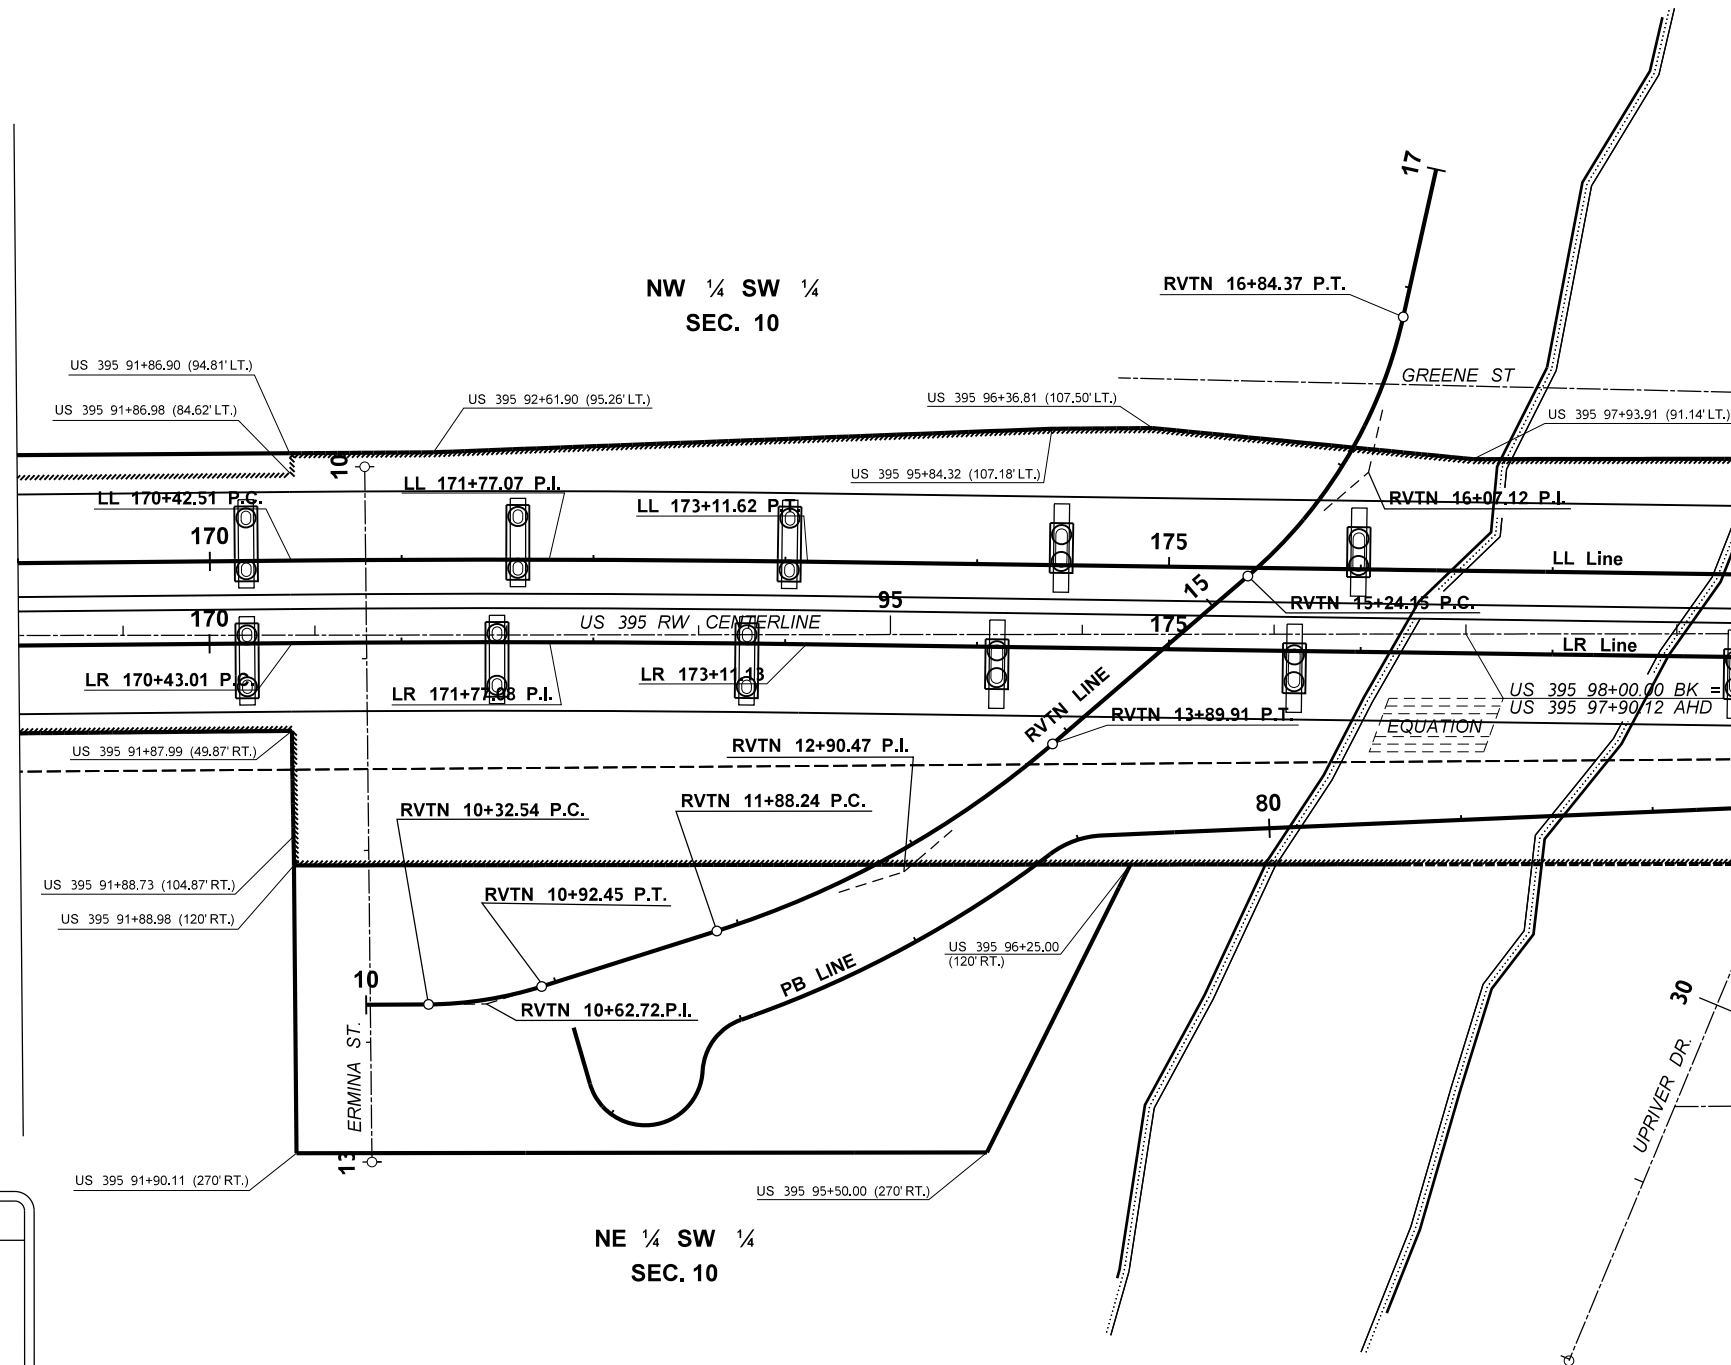 17
RVTN 16+84.37 P.T.
NW ¼ SW ¼
SEC. 10
US 395 91+86.90 (94.81' LT.)
GREENE ST
US 395 91+86.98 (84.62' LT.)
US 395 92+61.90 (95.26' LT.)
US 395 96+36.81 (107.50' LT.)
US 395 97+93.91 (91.14' LT.)
10
US 395 95+84.32 (107.18' LT.)
LL 170+42.51 P.C.
LL 171+77.07 P.I.
LL 173+11.62 P.T.
RVTN 16+07.12 P.I.
170
175
LL Line
15
95
RVTN 15+24.15 P.C.
170
US 395 RW CENTERLINE
175
LR Line
LR 170+43.01 P.C.
LR 171+77.08 P.I.
LR 173+11.13
RVTN LINE
US 395 98+00.00 BK =
US 395 97+90.12 AHD
EQUATION
RVTN 13+89.91 P.T.
US 395 91+87.99 (49.87' RT.)
RVTN 12+90.47 P.I.
RVTN 10+32.54 P.C.
RVTN 11+88.24 P.C.
80
US 395 91+88.73 (104.87' RT.)
RVTN 10+92.45 P.T.
US 395 91+88.98 (120' RT.)
US 395 96+25.00
(120' RT.)
PB LINE
10
RVTN 10+62.72 P.I.
30
ERMINA ST.
UPRIVER DR.
13
US 395 91+90.11 (270' RT.)
US 395 95+50.00 (270' RT.)
NE ¼ SW ¼
SEC. 10